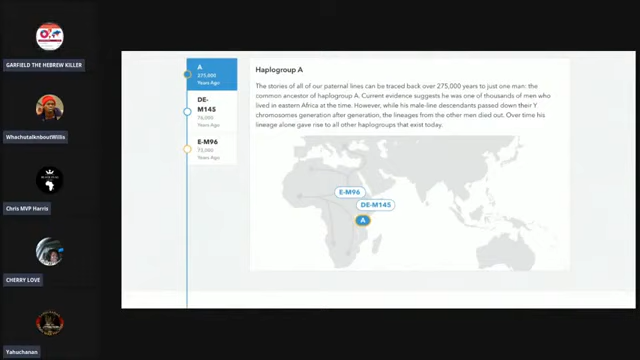 GARFIELD THE HEBREW KILLER
WhachutalknboutWillis
Chris MVP Harris
CHERRY LOVE
Yahuchanan
A
275,000
Years Ago
DE-
M145
76,000
Years Ago
E-M96
73,000
Years Ago
Haplogroup A
The stories of all of our paternal lines can be traced back over 275,000 years to just one man: the
common ancestor of haplogroup A. Current evidence suggests he was one of thousands of men who
lived in eastern Africa at the time. However, while his male-line descendants passed down their Y
chromosomes generation after generation, the lineages from the other men died out. Over time his
lineage alone gave rise to all other haplogroups that exist today.
E-M96
DE-M145
A